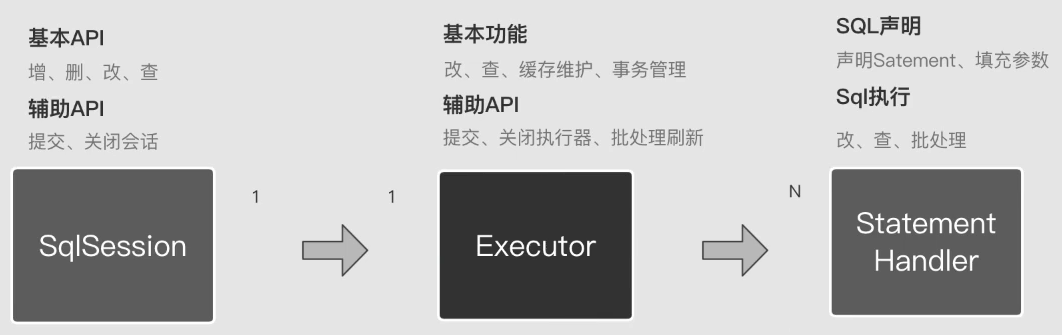 基本API
增、删、改、查
辅助API
提交、关闭会话
SqlSession
1
1
基本功能
改、查、缓存维护、事务管理
辅助API
提交、关闭执行器、批处理刷新
Executor
N
SQL声明
声明Satement、填充参数
Sql执行
改、查、批处理
Statement
Handler